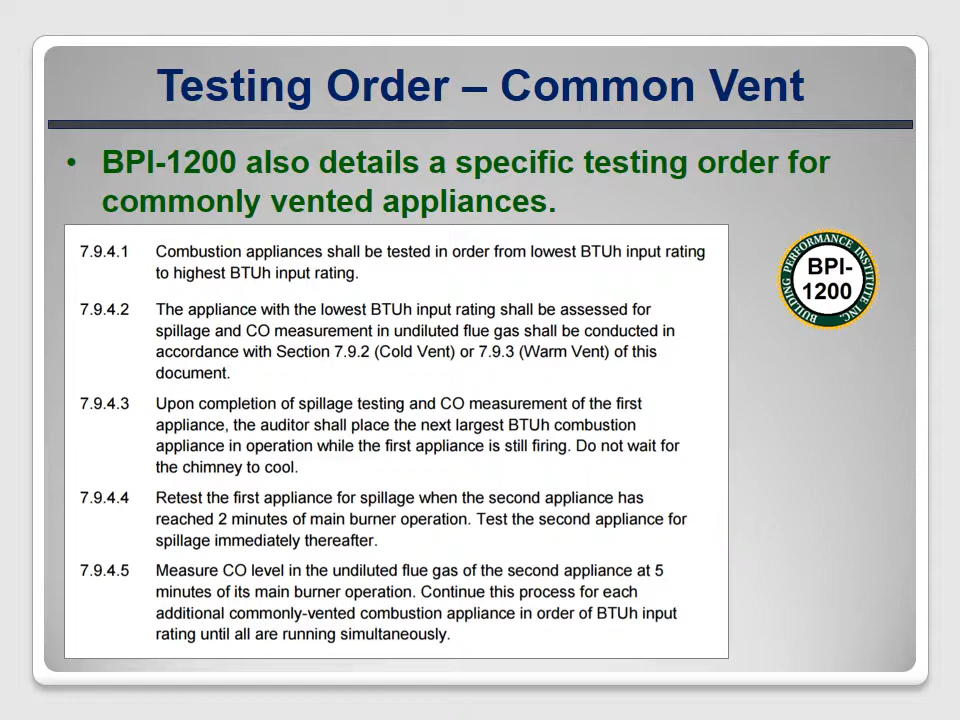 Testing Order – Common Vent
• BPI-1200 also details a specific testing order for
commonly vented appliances.
7.9.4.1 Combustion appliances shall be tested in order from lowest BTUh input rating
to highest BTUh input rating.
7.9.4.2 The appliance with the lowest BTUh input rating shall be assessed for
spillage and CO measurement in undiluted flue gas shall be conducted in
accordance with Section 7.9.2 (Cold Vent) or 7.9.3 (Warm Vent) of this
document.
7.9.4.3 Upon completion of spillage testing and CO measurement of the first
appliance, the auditor shall place the next largest BTUh combustion
appliance in operation while the first appliance is still firing. Do not wait for
the chimney to cool.
7.9.4.4 Retest the first appliance for spillage when the second appliance has
reached 2 minutes of main burner operation. Test the second appliance for
spillage immediately thereafter.
7.9.4.5 Measure CO level in the undiluted flue gas of the second appliance at 5
minutes of its main burner operation. Continue this process for each
additional commonly-vented combustion appliance in order of BTUh input
rating until all are running simultaneously.
BUILDING PERFORMANCE INSTITUTE, INC.
BPI-
1200